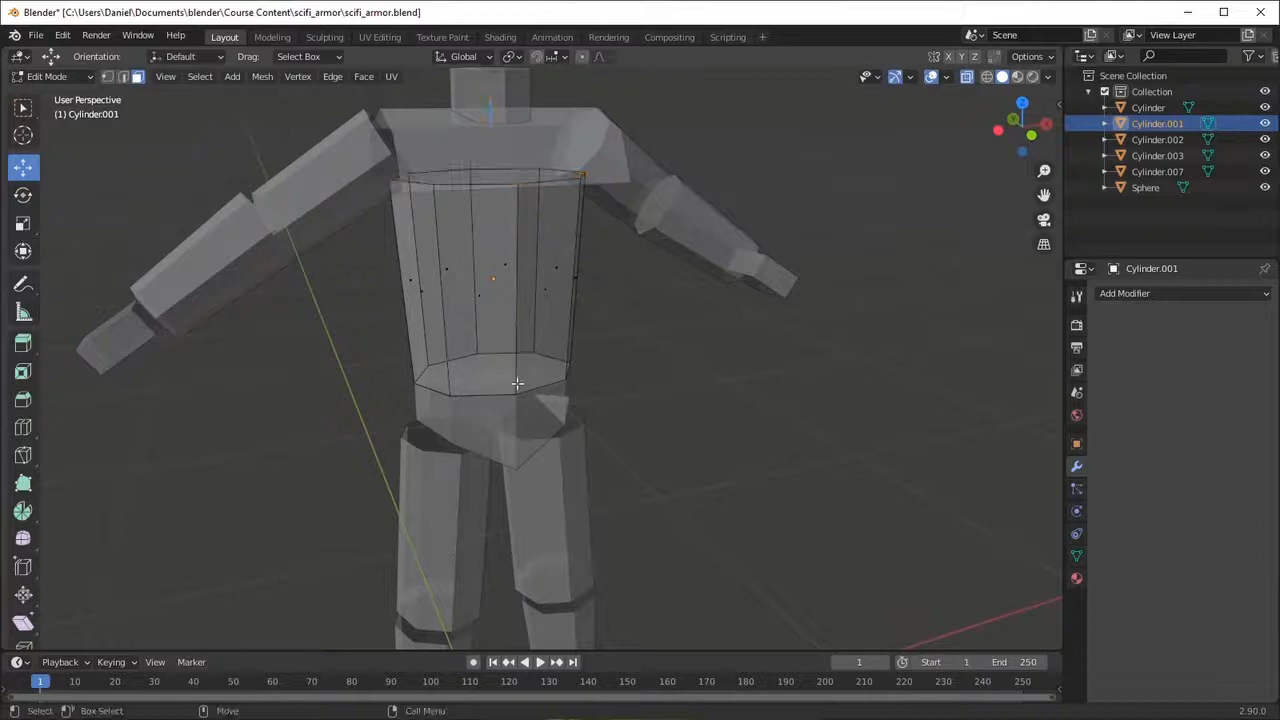 Blender* [C:\Users\Daniel\Documents\blender\Course Content\scifi_armor\scifi_armor.blend]
File Edit Render Window Help Layout Modeling Sculpting UV Editing Texture Paint Shading Animation Rendering Compositing Scripting + Scene View Layer
Orientation: Default Drag: Select Box Global X Y Z Options
Edit Mode View Select Add Mesh Vertex Edge Face UV
User Perspective
(1) Cylinder.001
Scene Collection
Collection
Cylinder
Cylinder.001
Cylinder.002
Cylinder.003
Cylinder.007
Sphere
Cylinder.001
Add Modifier
Playback Keying View Marker 1 Start 1 End 250
1 10 20 30 40 50 60 70 80 90 100 110 120 130 140 150 160 170 180 190 200 210 220 230 240 250
Select Box Select Move Call Menu 2.90.0